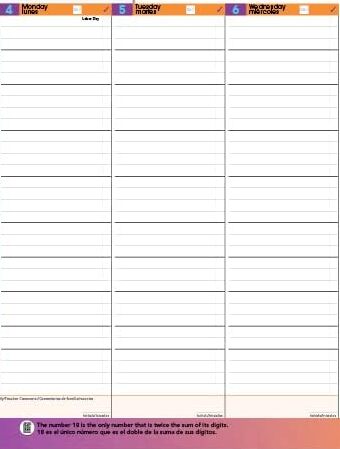 4 Monday
lunes
Labor Day
5 Tuesday
martes
6 Wednesday
miércoles
Initials/Iniciales
Initials/Iniciales
Initials/Iniciales
The number 18 is the only number that is twice the sum of its digits.
18 es el único número que es el doble de la suma de sus dígitos.